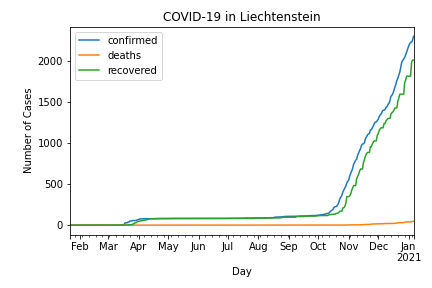 COVID-19 in Liechtenstein
confirmed
deaths
recovered
Number of Cases
2000
1500
1000
500
0
Feb Mar Apr May Jun Jul Aug Sep Oct Nov Dec Jan
2021
Day